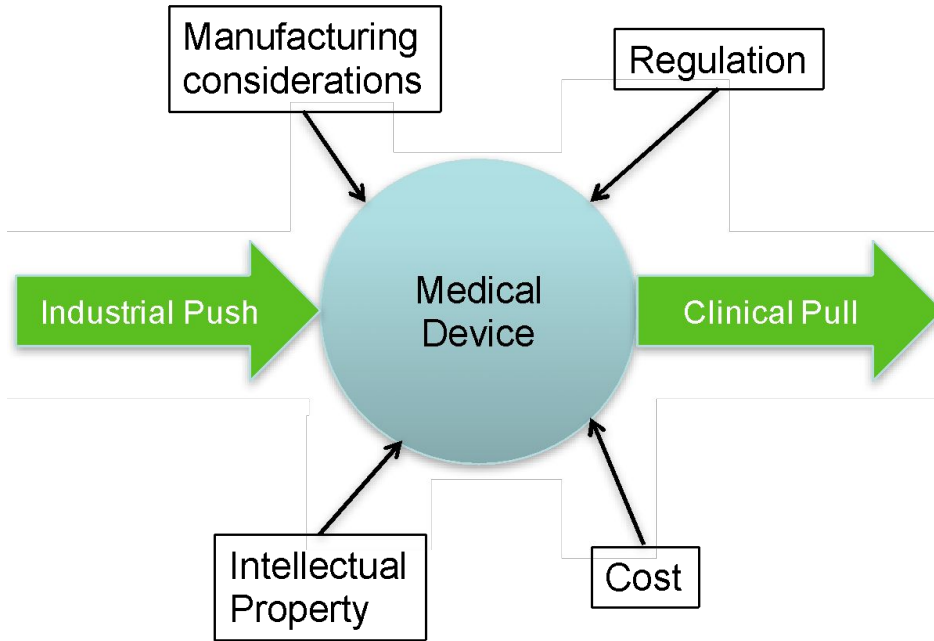 Manufacturing
considerations
Regulation
Industrial Push
Medical
Device
Clinical Pull
Intellectual
Property
Cost